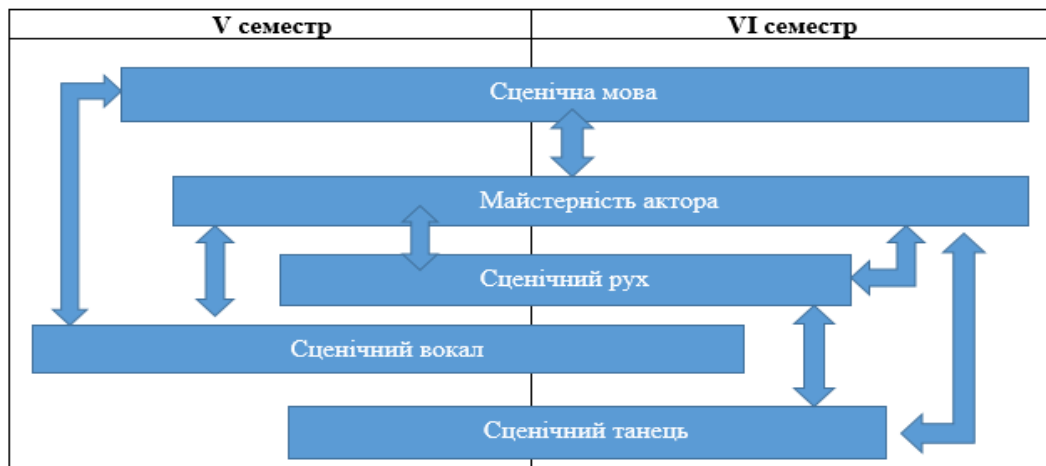 V семестр
VI семестр
Сценічна мова
Майстерність актора
Сценічний рух
Сценічний вокал
Сценічний танець